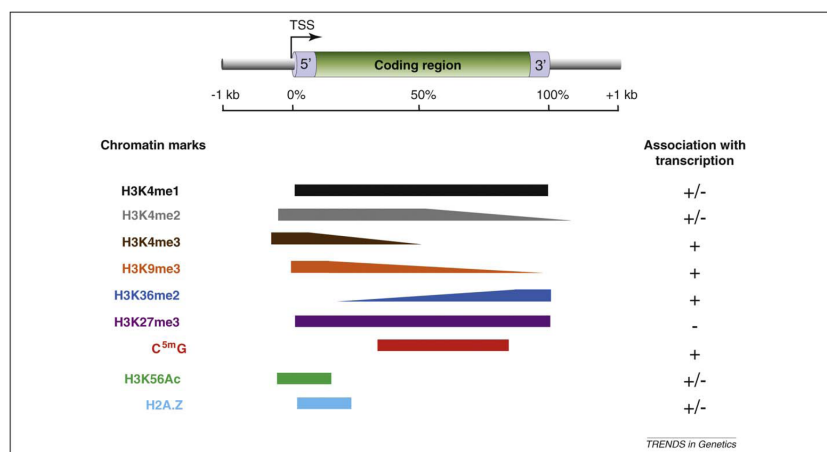 TSS
5’
Coding region
3’
-1 kb 0% 50% 100% +1 kb
Chromatin marks
Association with
transcription
H3K4me1 +/-
H3K4me2 +/-
H3K4me3 +
H3K9me3 +
H3K36me2 +
H3K27me3 -
C5mG +
H3K56Ac +/-
H2A.Z +/-
TRENDS in Genetics